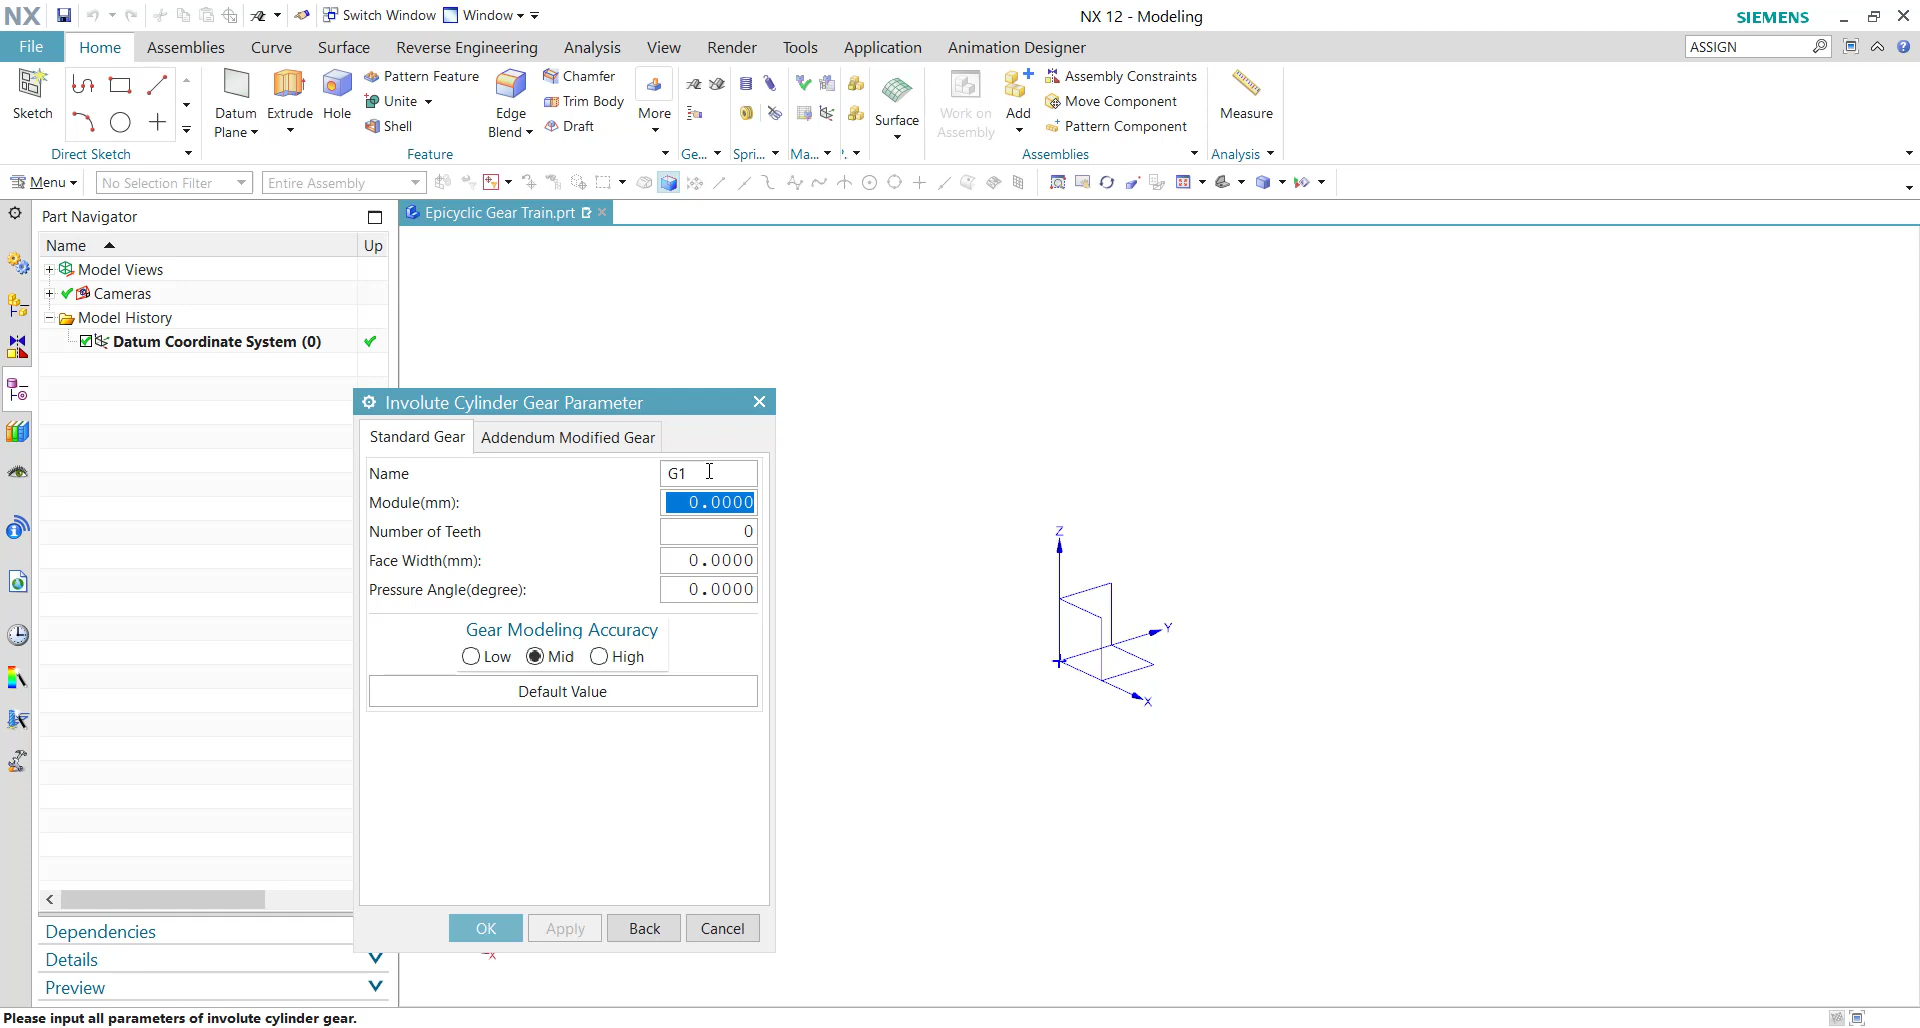 NX Switch Window Window NX 12 - Modeling SIEMENS
File Home Assemblies Curve Surface Reverse Engineering Analysis View Render Tools Application Animation Designer ASSIGN
Sketch
Datum Plane
Extrude
Hole
Pattern Feature
Unite
Shell
Edge Blend
Chamfer
Trim Body
Draft
More
Surface
Work on Assembly
Add
Assembly Constraints
Move Component
Pattern Component
Measure
Direct Sketch Feature Ge... Spri... Ma... '. Assemblies Analysis
Menu No Selection Filter Entire Assembly
Part Navigator
Epicyclic Gear Train.prt
Name Up
Model Views
Cameras
Model History
Datum Coordinate System (0)
Involute Cylinder Gear Parameter
Standard Gear Addendum Modified Gear
Name G1
Module(mm): 0.0000
Number of Teeth 0
Face Width(mm): 0.0000
Pressure Angle(degree): 0.0000
Gear Modeling Accuracy
Low Mid High
Default Value
OK Apply Back Cancel
Z
Y
X
X
Dependencies
Details
Preview
Please input all parameters of involute cylinder gear.